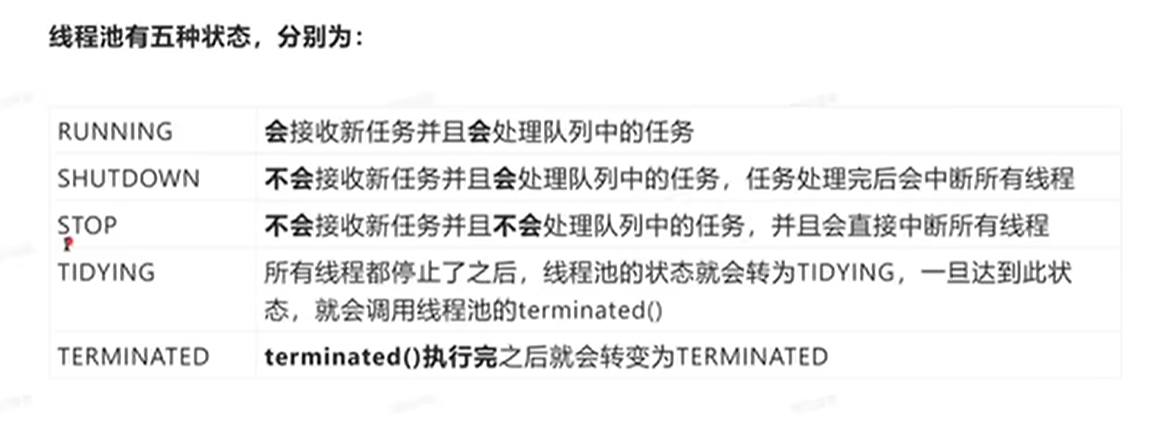 线程池有五种状态，分别为：
RUNNING 会接收新任务并且会处理队列中的任务
SHUTDOWN 不会接收新任务并且会处理队列中的任务，任务处理完后会中断所有线程
STOP 不会接收新任务并且不会处理队列中的任务，并且会直接中断所有线程
TIDYING 所有线程都停止了之后，线程池的状态就会转为TIDYING，一旦达到此状
态，就会调用线程池的terminated()
TERMINATED terminated()执行完之后就会转变为TERMINATED